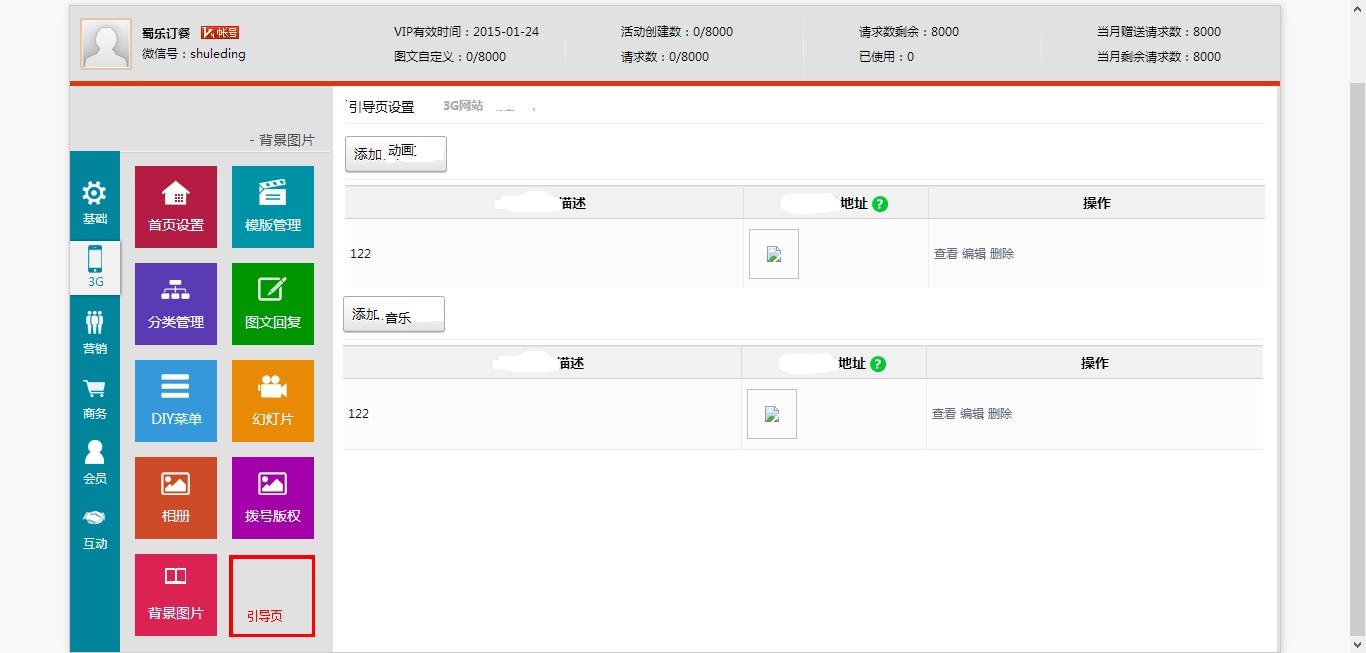 蜀乐订餐 帐号
微信号：shuleding
VIP有效时间：2015-01-24
图文自定义：0/8000
活动创建数：0/8000
请求数：0/8000
请求数剩余：8000
已使用：0
当月赠送请求数：8000
当月剩余请求数：8000
- 背景图片
基础
3G
营销
商务
会员
互动
首页设置 模版管理
分类管理 图文回复
DIY菜单 幻灯片
相册 拨号版权
背景图片 引导页
引导页设置 3G网站
添加 动画
描述 地址 ? 操作
122 查看 编辑 删除
添加 音乐
描述 地址 ? 操作
122 查看 编辑 删除